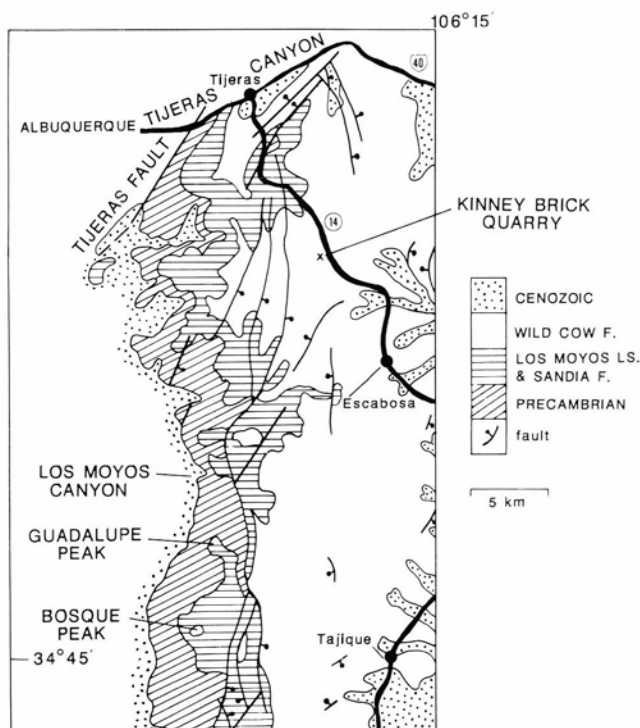 106°15'
40
CANYON
Tijeras
TIJERAS
ALBUQUERQUE
TIJERAS FAULT
14
KINNEY BRICK
QUARRY
x
CENOZOIC
WILD COW F.
LOS MOYOS LS.
& SANDIA F.
PRECAMBRIAN
fault
5 km
Escabosa
LOS MOYOS
CANYON
GUADALUPE
PEAK
BOSQUE
PEAK
34°45'
Tajique